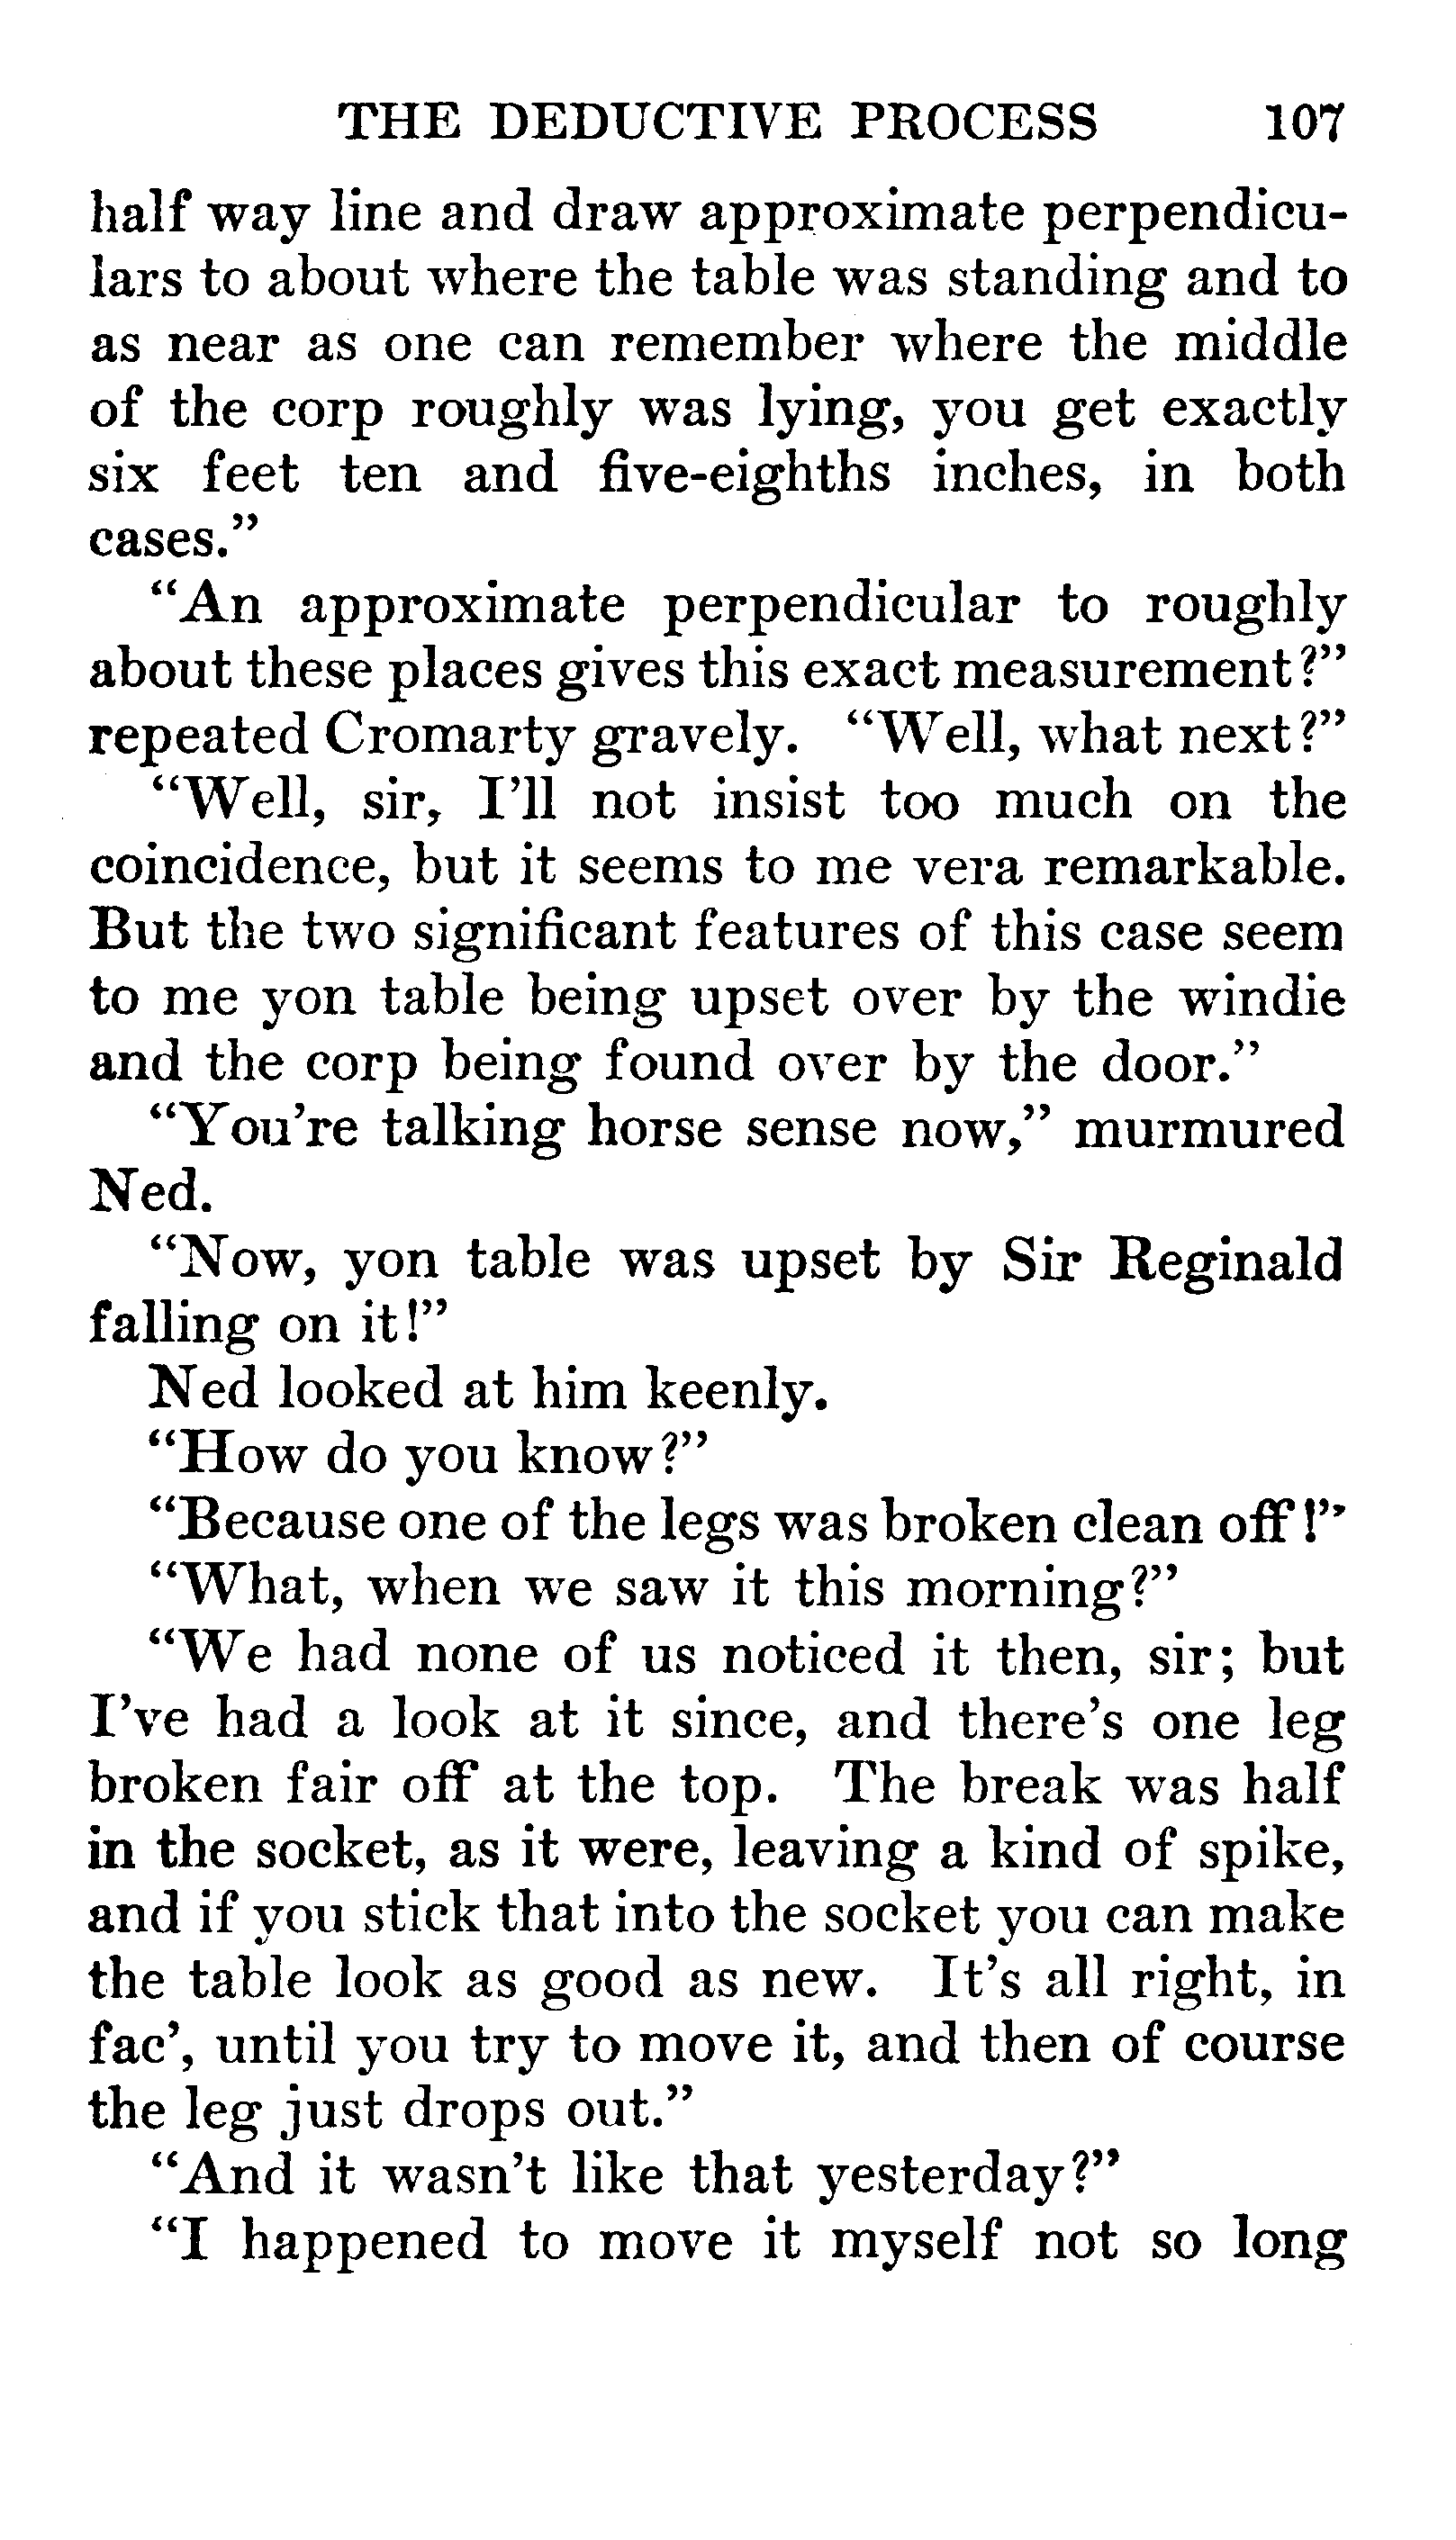 THE DEDUCTIVE PROCESS 107
half way line and draw approximate perpendicu-
lars to about where the table was standing and to
as near as one can remember where the middle
of the corp roughly was lying, you get exactly
six feet ten and five-eighths inches, in both
cases."
"An approximate perpendicular to roughly
about these places gives this exact measurement?"
repeated Cromarty gravely. "Well, what next?"
"Well, sir, I'll not insist too much on the
coincidence, but it seems to me vera remarkable.
But the two significant features of this case seem
to me yon table being upset over by the windie
and the corp being found over by the door."
"You're talking horse sense now," murmured
Ned.
"Now, yon table was upset by Sir Reginald
falling on it!"
Ned looked at him keenly.
"How do you know?"
"Because one of the legs was broken clean off!"
"What, when we saw it this morning?"
"We had none of us noticed it then, sir; but
I've had a look at it since, and there's one leg
broken fair off at the top. The break was half
in the socket, as it were, leaving a kind of spike,
and if you stick that into the socket you can make
the table look as good as new. It's all right, in
fac', until you try to move it, and then of course
the leg just drops out."
"And it wasn't like that yesterday?"
"I happened to move it myself not so long